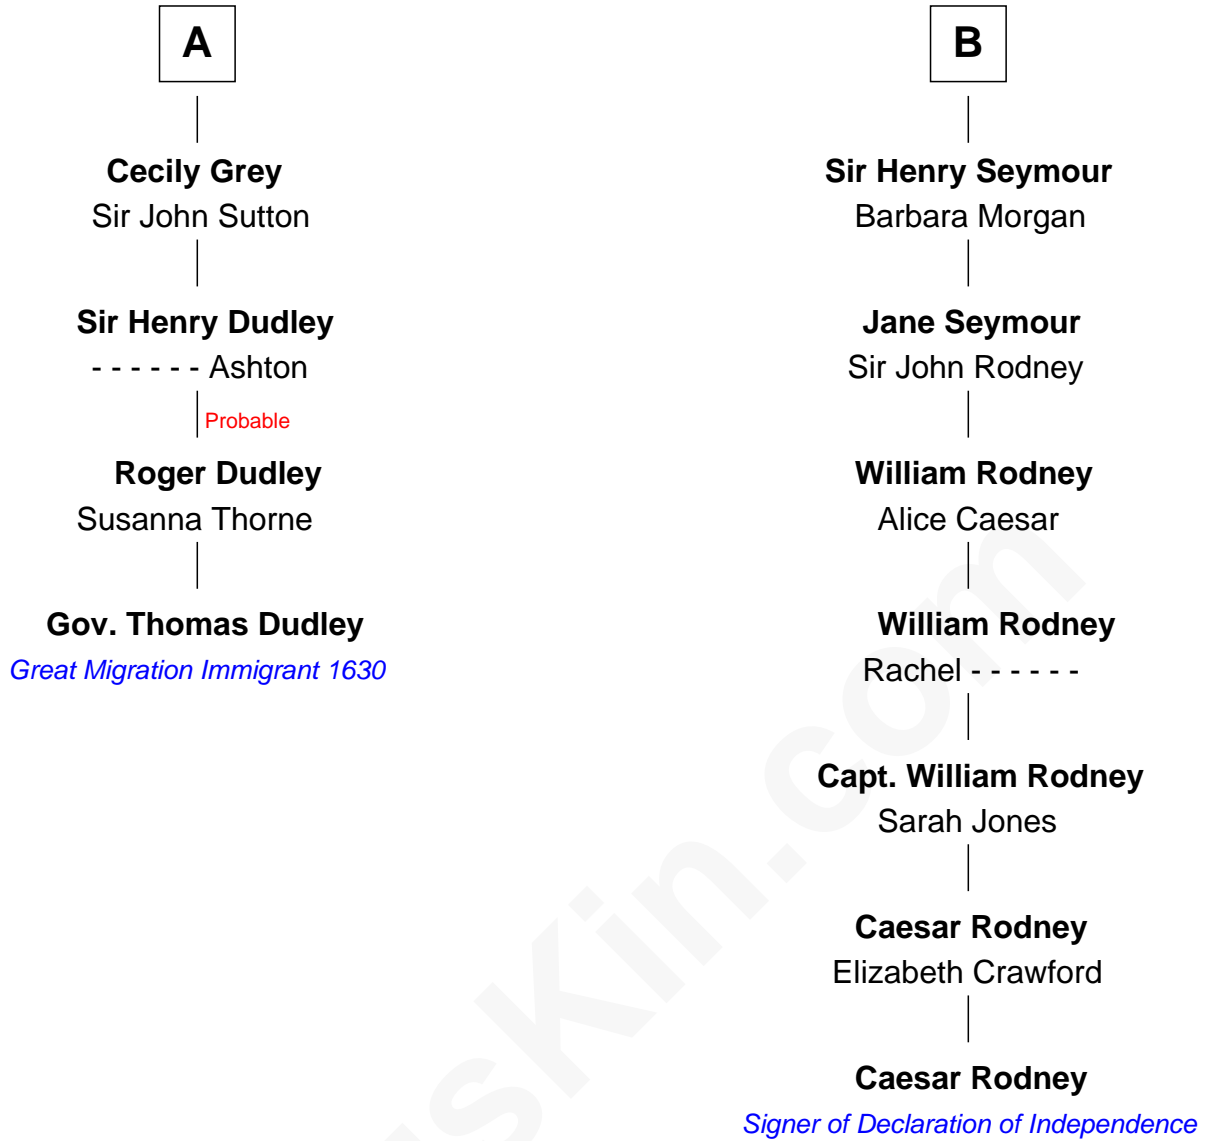 A
Cecily Grey
Sir John Sutton
Sir Henry Dudley
- - - - - - Ashton
Probable
Roger Dudley
Susanna Thorne
Gov. Thomas Dudley
Great Migration Immigrant 1630
B
Sir Henry Seymour
Barbara Morgan
Jane Seymour
Sir John Rodney
William Rodney
Alice Caesar
William Rodney
Rachel - - - - - -
Capt. William Rodney
Sarah Jones
Caesar Rodney
Elizabeth Crawford
Caesar Rodney
Signer of Declaration of Independence